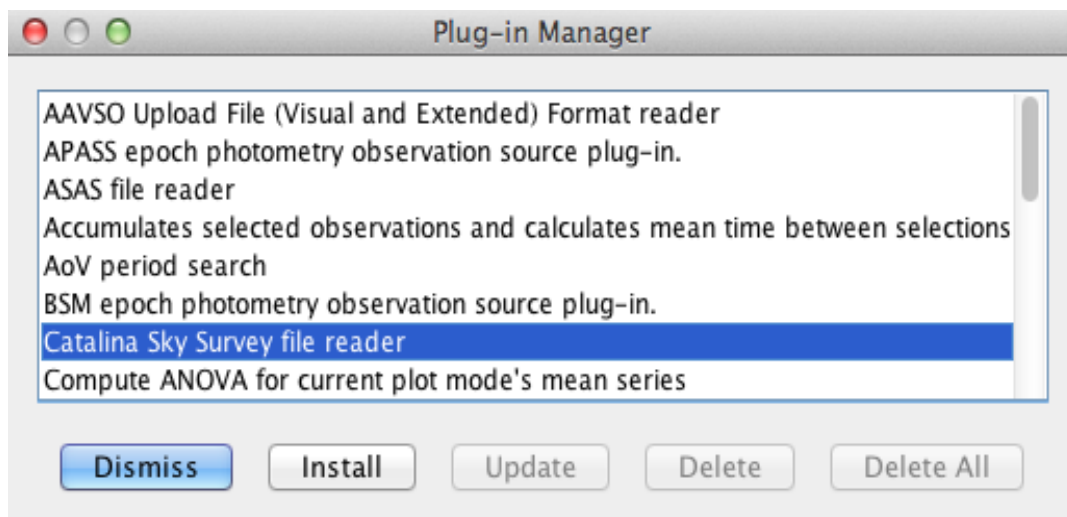 Plug-in Manager
AAVSO Upload File (Visual and Extended) Format reader
APASS epoch photometry observation source plug-in.
ASAS file reader
Accumulates selected observations and calculates mean time between selections
AoV period search
BSM epoch photometry observation source plug-in.
Catalina Sky Survey file reader
Compute ANOVA for current plot mode's mean series
Dismiss Install Update Delete Delete All